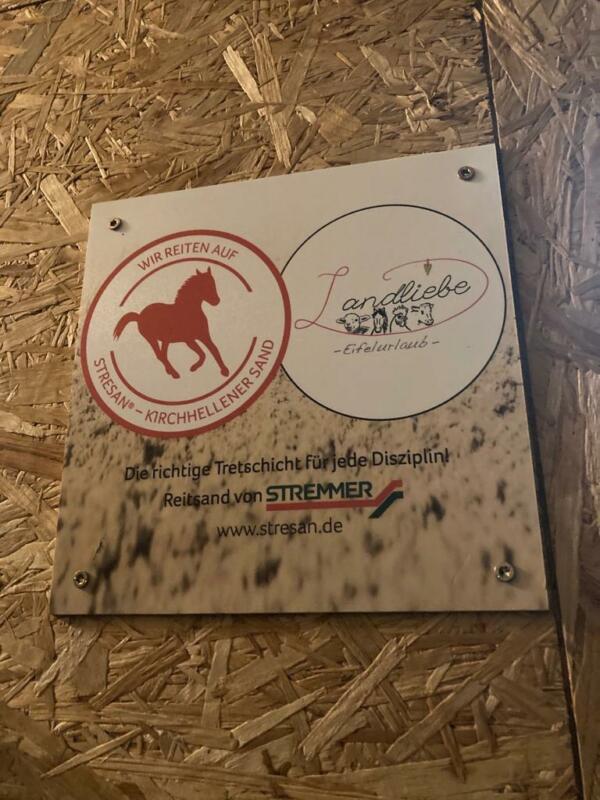 WIR REITEN AUF
STRESAN® – KIRCHHELLENER SAND
Landliebe
-Eifelurlaub-
Die richtige Tretschicht für jede Disziplin!
Reitsand von STREMMER
www.stresan.de